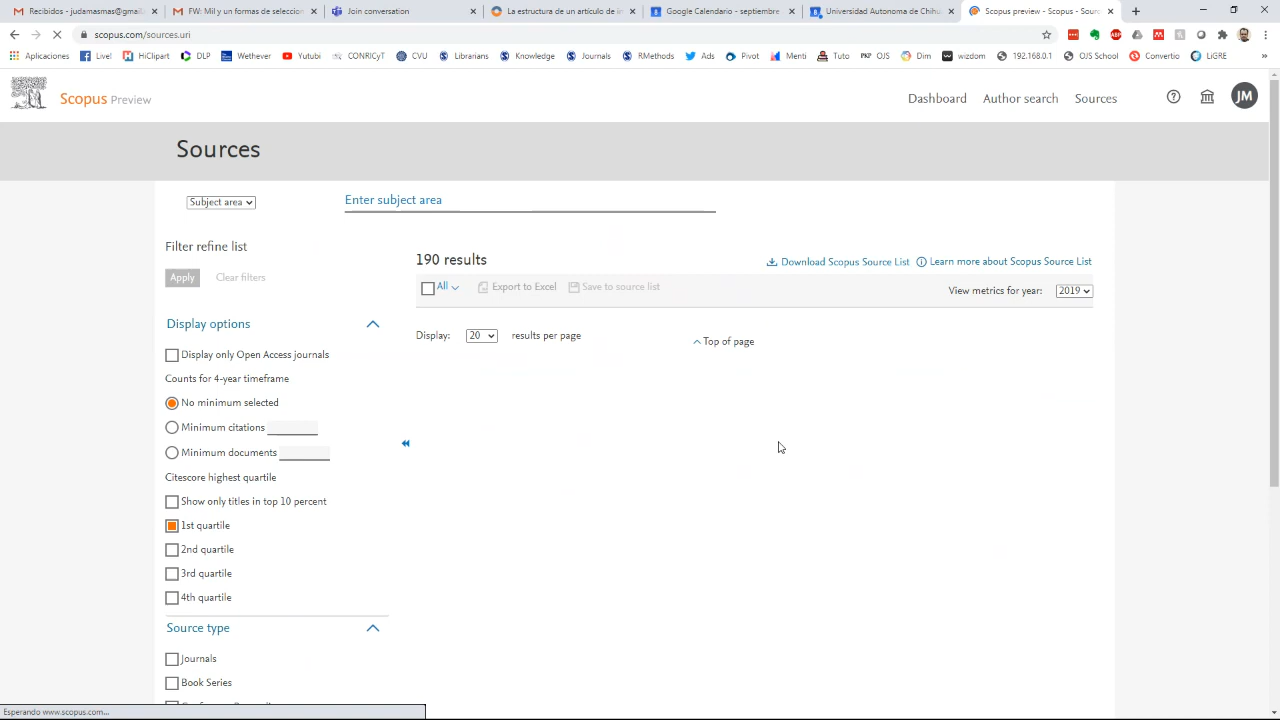 Recibidos - judamasmas@gmail
FW: Mil y un formas de seleccion
Join conversation
La estructura de un artículo de in
Google Calendario - septiembre
Universidad Autonoma de Chihu
Scopus preview - Scopus - Sour
scopus.com/sources.uri
Aplicaciones Live! HiClipart DLP Wethever Yutubi CONRICyT CVU Librarians Knowledge Journals RMethods Ads Pivot Menti Tuto OJS Dim wizdom 192.168.0.1 OJS School Convertio LiGRE
Scopus Preview
Dashboard Author search Sources
JM
Sources
Subject area
Enter subject area
Filter refine list
190 results
Download Scopus Source List Learn more about Scopus Source List
Apply Clear filters
All Export to Excel Save to source list
View metrics for year: 2019
Display options
Display: 20 results per page
Top of page
Display only Open Access journals
Counts for 4-year timeframe
No minimum selected
Minimum citations
Minimum documents
Citescore highest quartile
Show only titles in top 10 percent
1st quartile
2nd quartile
3rd quartile
4th quartile
Source type
Journals
Book Series
Esperando www.scopus.com...